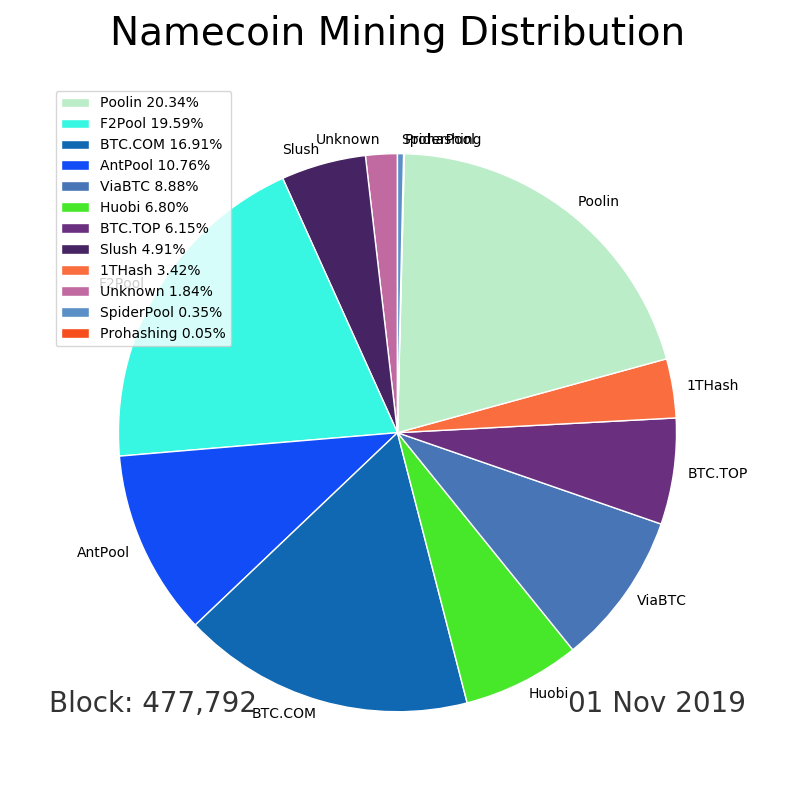 Namecoin Mining Distribution
Poolin 20.34%
F2Pool 19.59%
BTC.COM 16.91%
AntPool 10.76%
ViaBTC 8.88%
Huobi 6.80%
BTC.TOP 6.15%
Slush 4.91%
1THash 3.42%
Unknown 1.84%
SpiderPool 0.35%
Prohashing 0.05%
Slush
Unknown
SpiderPool
Prohashing
Poolin
F2Pool
1THash
BTC.TOP
AntPool
ViaBTC
Huobi
BTC.COM
Block: 477,792
01 Nov 2019